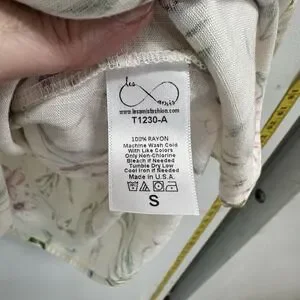 les
amis
www.lesamisfashion.com
T1230-A
100% RAYON
Machine Wash Cold
With Like Colors
Only Non-Chlorine
Bleach if Needed
Tumble Dry Low
Cool Iron if Needed
Made in U.S.A.
S